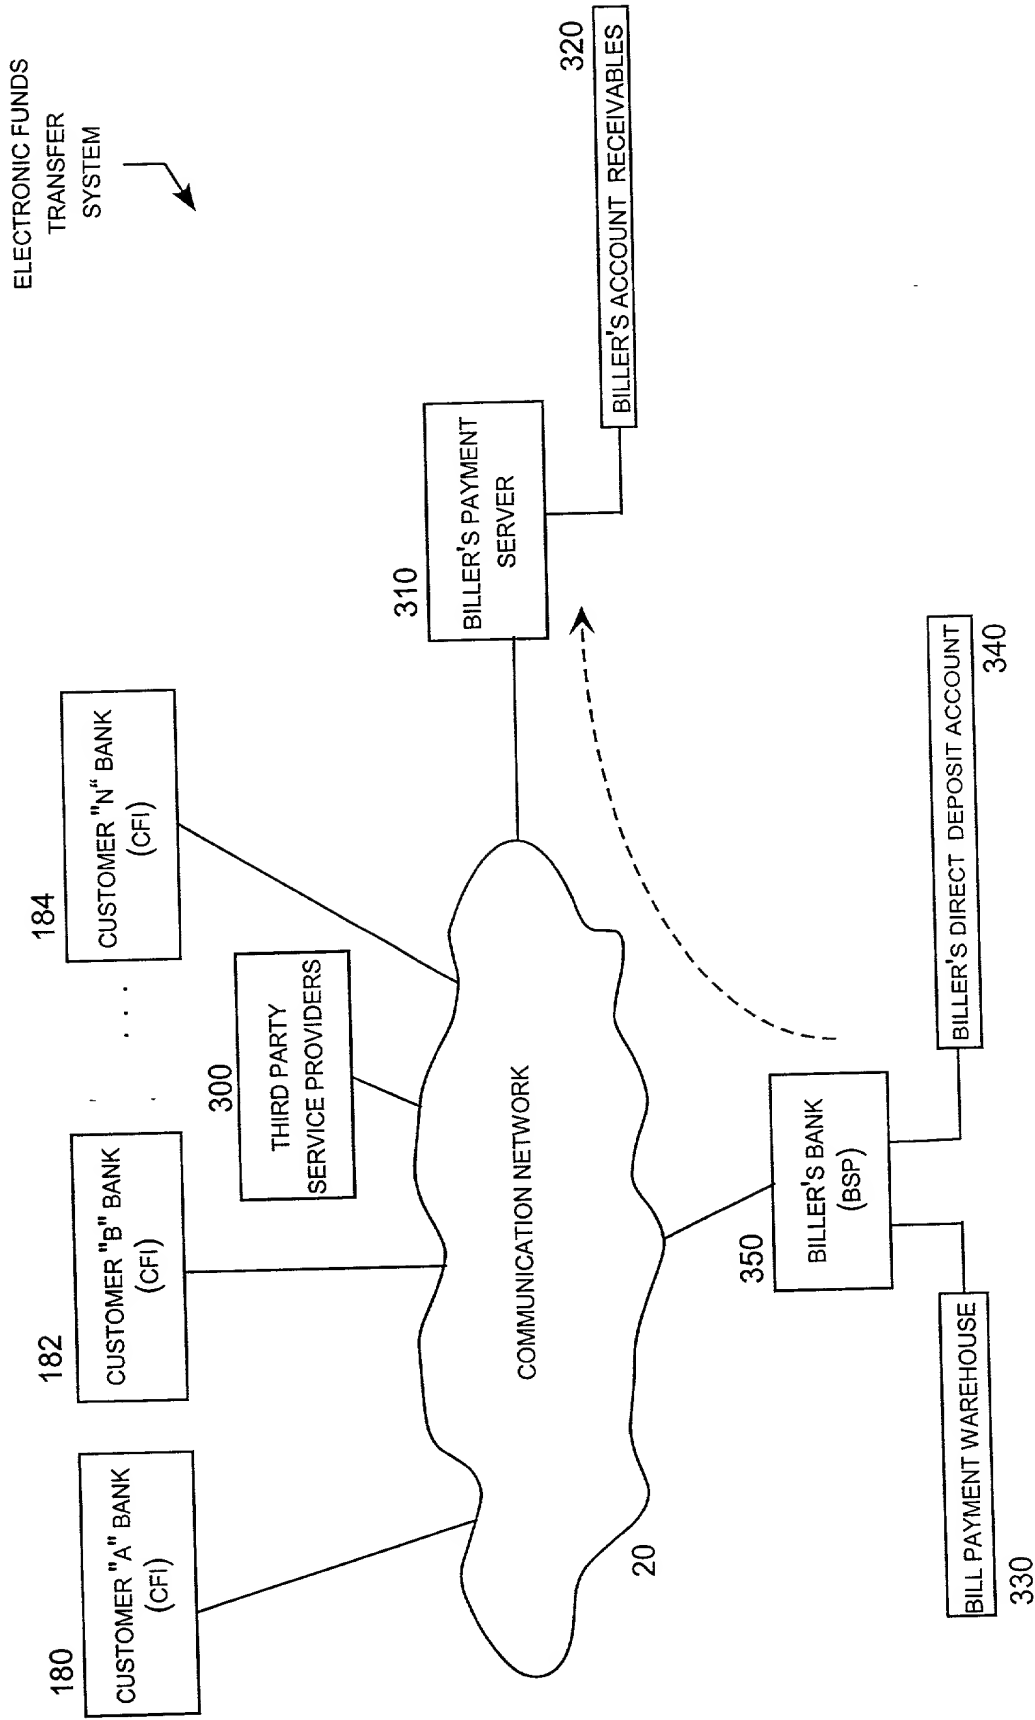 ELECTRONIC FUNDS
TRANSFER
SYSTEM
180
CUSTOMER "A" BANK
(CFI)
182
CUSTOMER "B" BANK
(CFI)
. . .
184
CUSTOMER "N" BANK
(CFI)
300
THIRD PARTY
SERVICE PROVIDERS
COMMUNICATION NETWORK
20
310
BILLER'S PAYMENT
SERVER
320
BILLER'S ACCOUNT RECEIVABLES
350
BILLER'S BANK
(BSP)
BILL PAYMENT WAREHOUSE
330
BILLER'S DIRECT DEPOSIT ACCOUNT
340